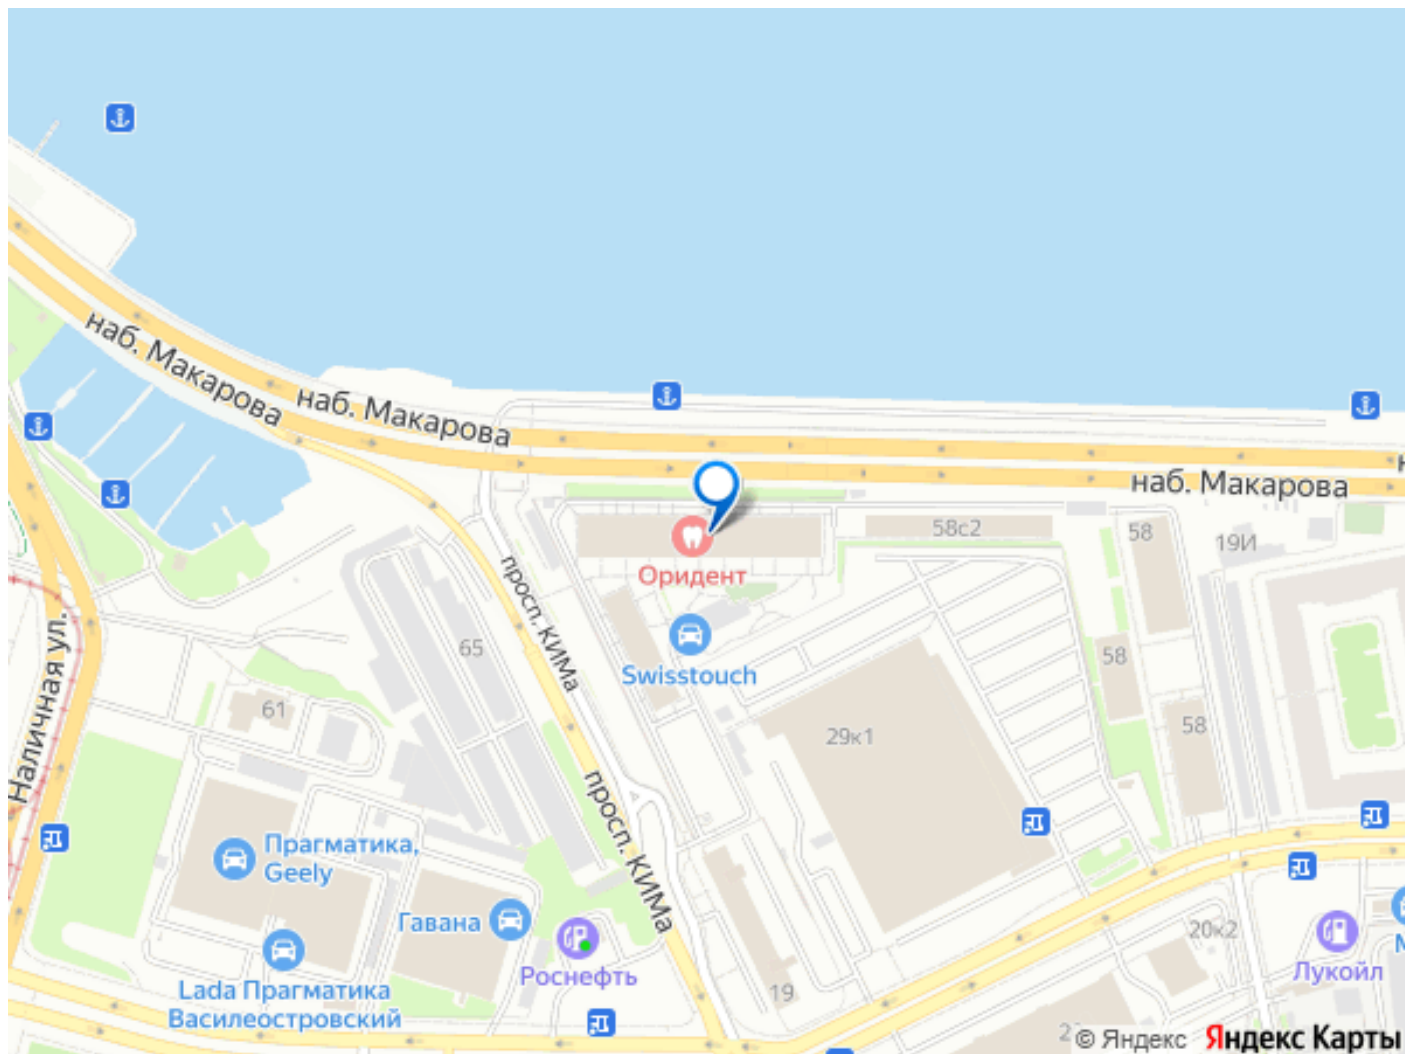 наб. Макарова
наб. Макарова
наб. Макарова
58с2
58
19И
Оридент
просп. КИМа
65
Swisstouch
58
Наличная ул.
61
29к1
58
просп. КИМа
Прагматика,
Geely
Гавана
20к2
Роснефть
Лукойл
Lada Прагматика
Василеостровский
19
© Яндекс
Яндекс Карты